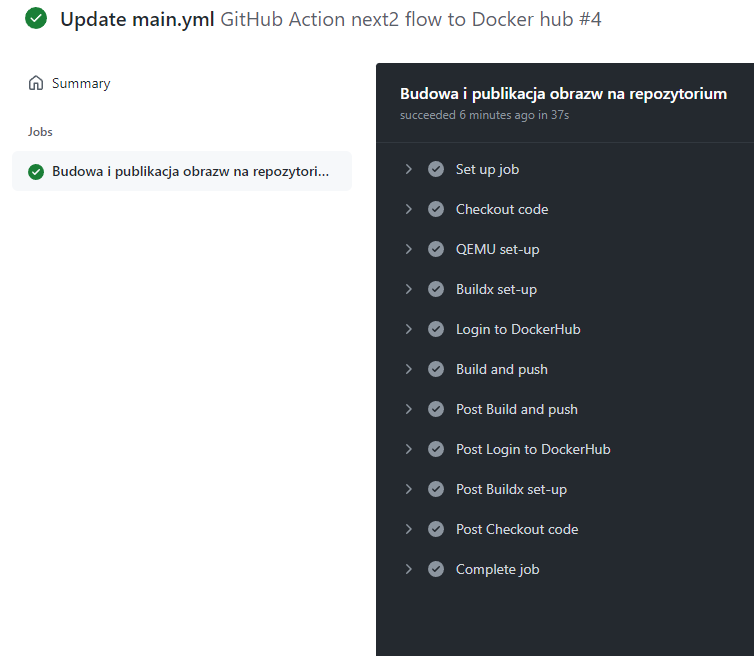 Update main.yml GitHub Action next2 flow to Docker hub #4
Summary
Jobs
Budowa i publikacja obrazw na repozytori...
Budowa i publikacja obrazw na repozytorium
succeeded 6 minutes ago in 37s
Set up job
Checkout code
QEMU set-up
Buildx set-up
Login to DockerHub
Build and push
Post Build and push
Post Login to DockerHub
Post Buildx set-up
Post Checkout code
Complete job